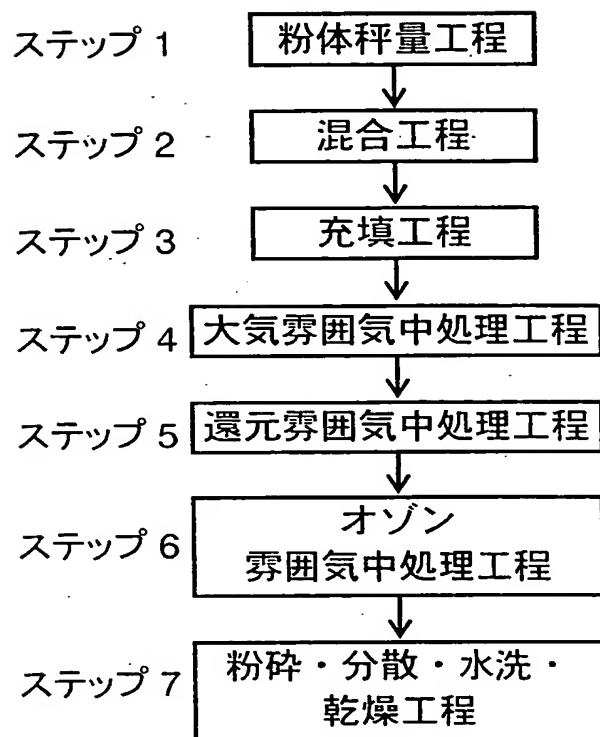 ステップ 1 粉体秤量工程
ステップ 2 混合工程
ステップ 3 充填工程
ステップ 4 大気雰囲気中処理工程
ステップ 5 還元雰囲気中処理工程
ステップ 6 オゾン
雰囲気中処理工程
ステップ 7 粉砕・分散・水洗・
乾燥工程